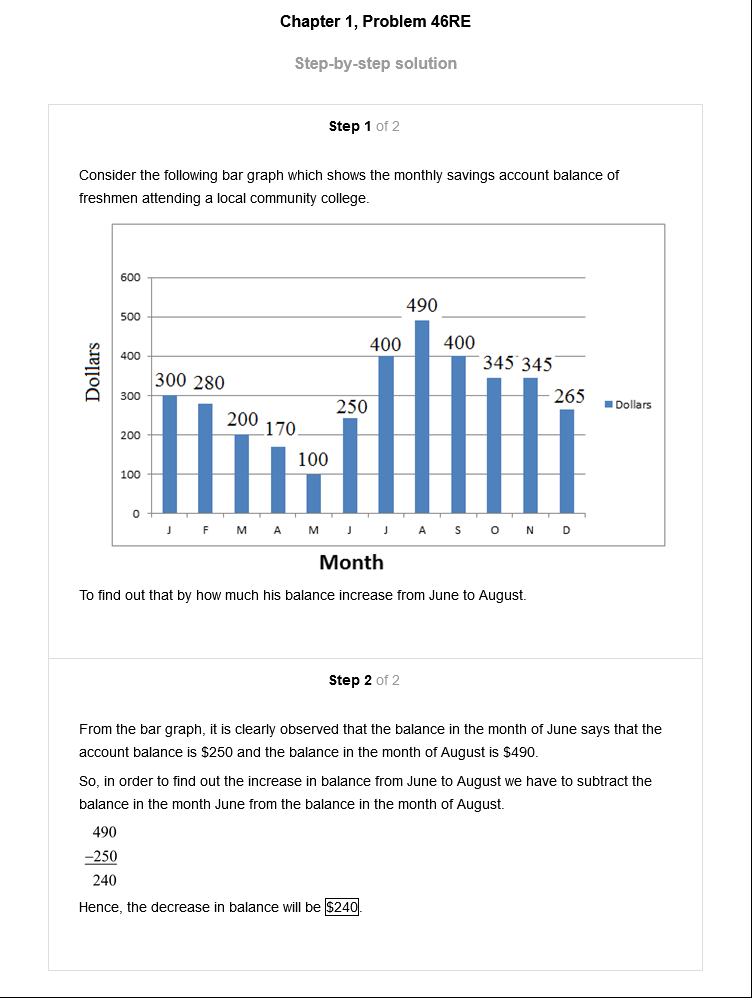 Chapter 1, Problem 46RE
Step-by-step solution
Step 1 of 2
Consider the following bar graph which shows the monthly savings account balance of
freshmen attending a local community college.
600
500
400
300
200
100
0
Dollars
300 280 200 170 100 250 400 490 400 345 345 265
Dollars
J F M A M J J A S O N D
Month
To find out that by how much his balance increase from June to August.
Step 2 of 2
From the bar graph, it is clearly observed that the balance in the month of June says that the
account balance is $250 and the balance in the month of August is $490.
So, in order to find out the increase in balance from June to August we have to subtract the
balance in the month June from the balance in the month of August.
490
−250
240
Hence, the decrease in balance will be $240.